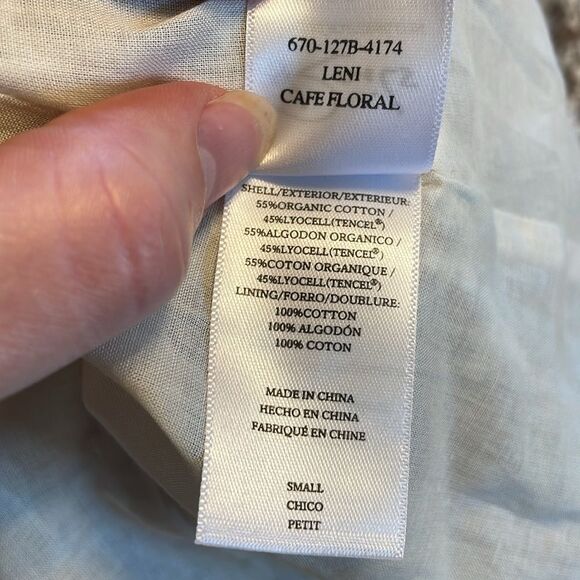 670-127B-4174
LENI
CAFE FLORAL
SHELL/EXTERIOR/EXTERIEUR:
55%ORGANIC COTTON /
45%LYOCELL(TENCEL®)
55%ALGODON ORGANICO /
45%LYOCELL(TENCEL®)
55%COTON ORGANIQUE /
45%LYOCELL(TENCEL®)
LINING/FORRO/DOUBLURE:
100%COTTON
100% ALGODÓN
100% COTON
MADE IN CHINA
HECHO EN CHINA
FABRIQUÉ EN CHINE
SMALL
CHICO
PETIT